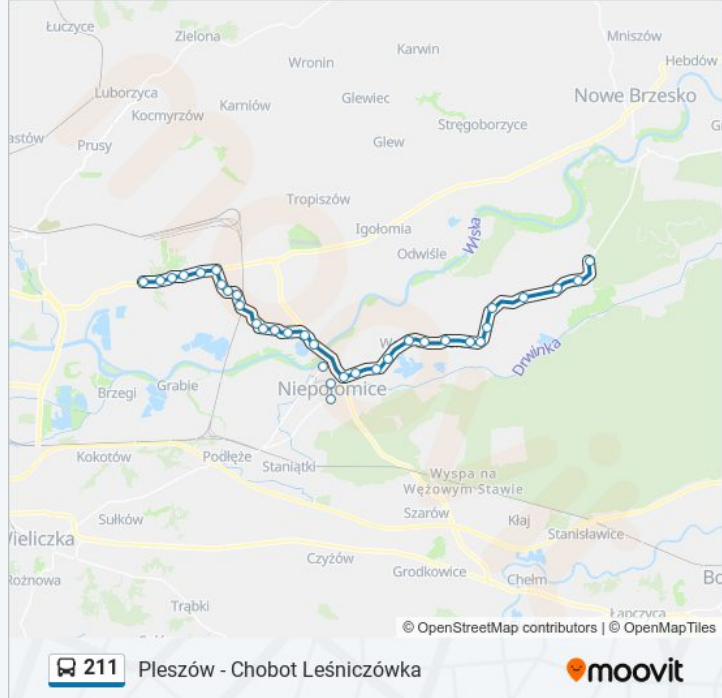 Łuczyce
Zielona
Mniszów
Karwin
Hebdów
Wronin
Luborzyca
Karniów
Glewiec
Nowe Brzesko
Kocmyrzów
Stręgoborzyce
astów
Glew
Prusy
Tropiszów
Igołomia
Wisła
Odwiśle
Drwinka
Grabie
Niepołomice
Brzegi
Kokotów
Podłęże
Staniątki
Wyspa na
Wężowym Stawie
Szarów
Sułków
Kłaj
Wieliczka
Stanisławice
Czyżów
Rożnowa
Grodkowice
Chełm
Bo
Trąbki
Łapczyca
© OpenStreetMap contributors | © OpenMapTiles
211 Pleszów - Chobot Leśniczówka
moovit